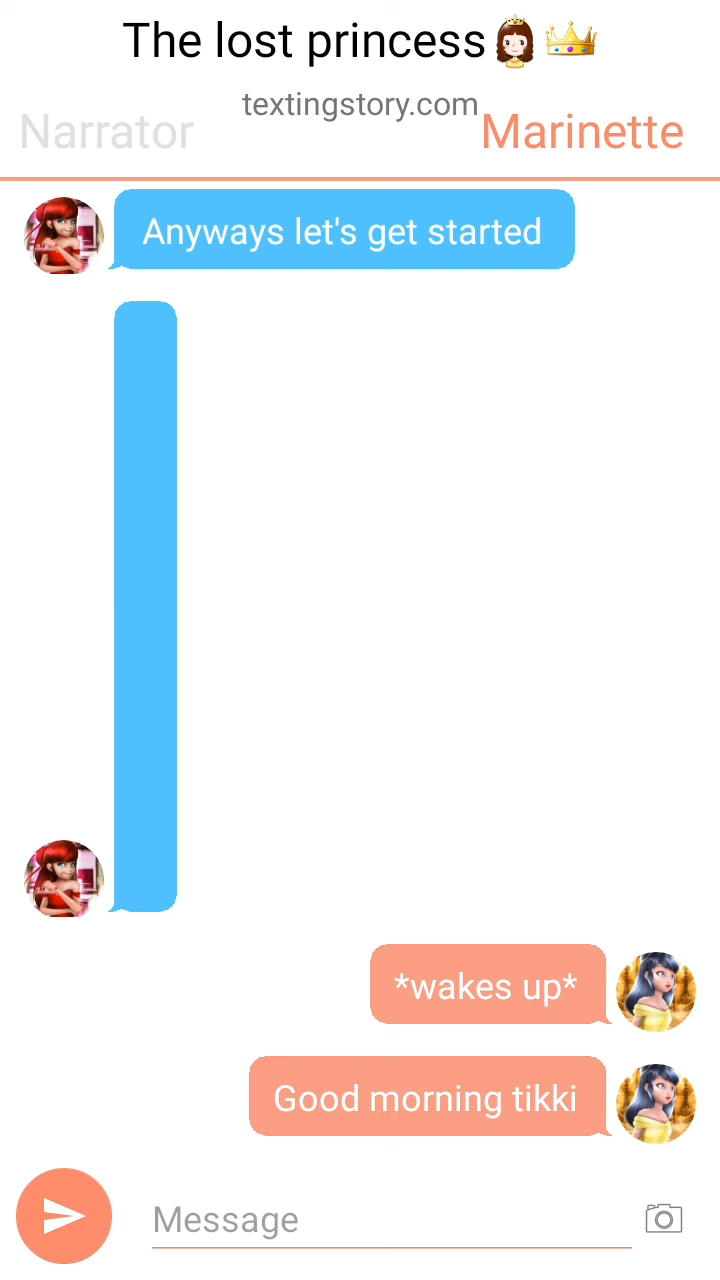 The lost princess👸👑
textingstory.com
Narrator
Marinette
Anyways let's get started
*wakes up*
Good morning tikki
Message